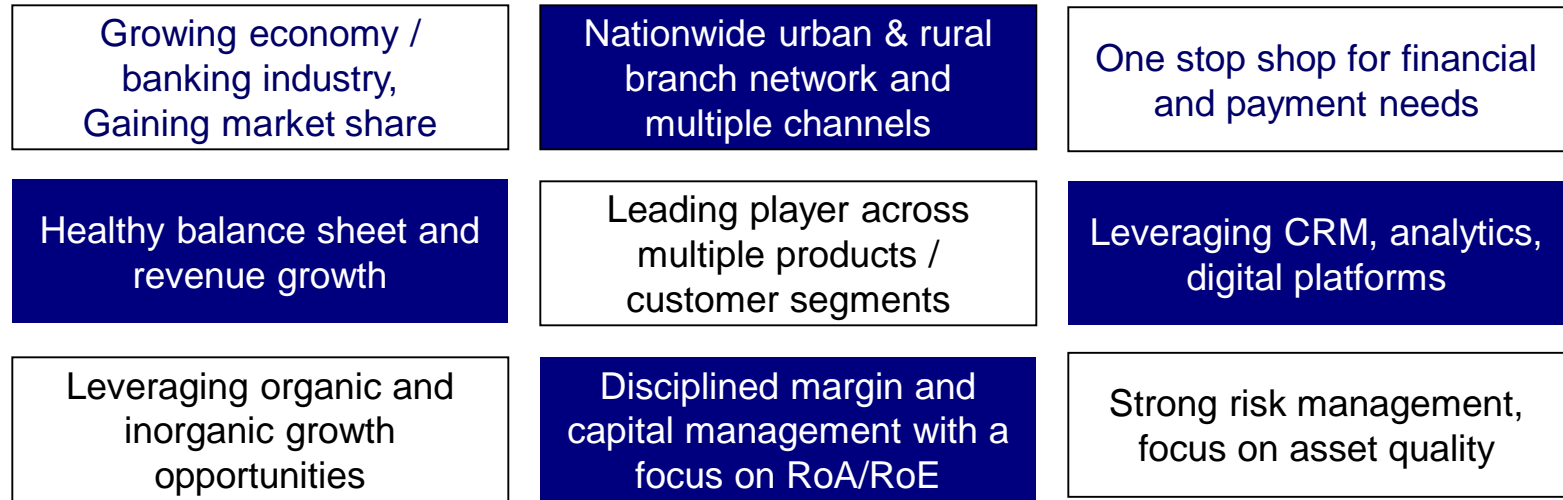 Growing economy /
banking industry,
Gaining market share
Nationwide urban & rural
branch network and
multiple channels
One stop shop for financial
and payment needs
Healthy balance sheet and
revenue growth
Leading player across
multiple products /
customer segments
Leveraging CRM, analytics,
digital platforms
Leveraging organic and
inorganic growth
opportunities
Disciplined margin and
capital management with a
focus on RoA/RoE
Strong risk management,
focus on asset quality